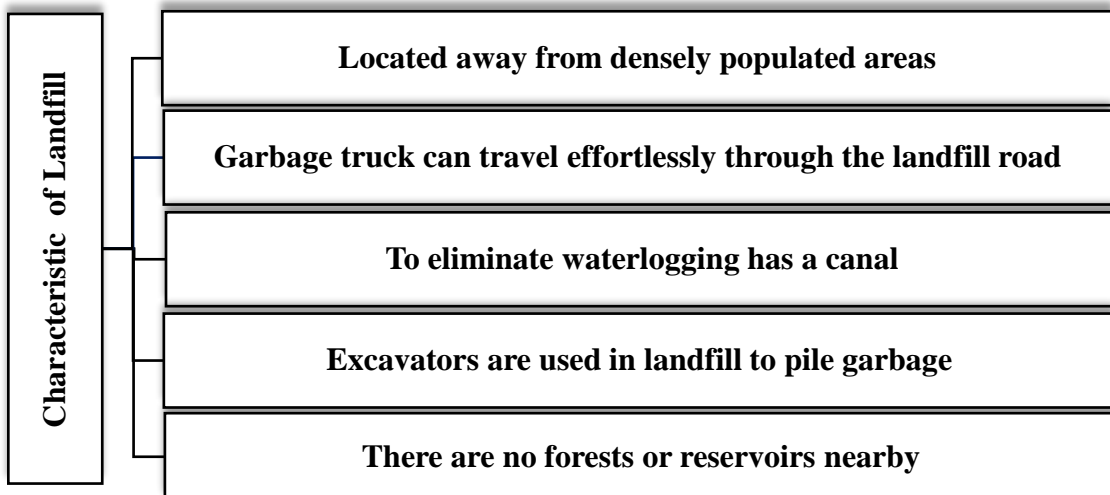 Characteristic of Landfill
Located away from densely populated areas
Garbage truck can travel effortlessly through the landfill road
To eliminate waterlogging has a canal
Excavators are used in landfill to pile garbage
There are no forests or reservoirs nearby